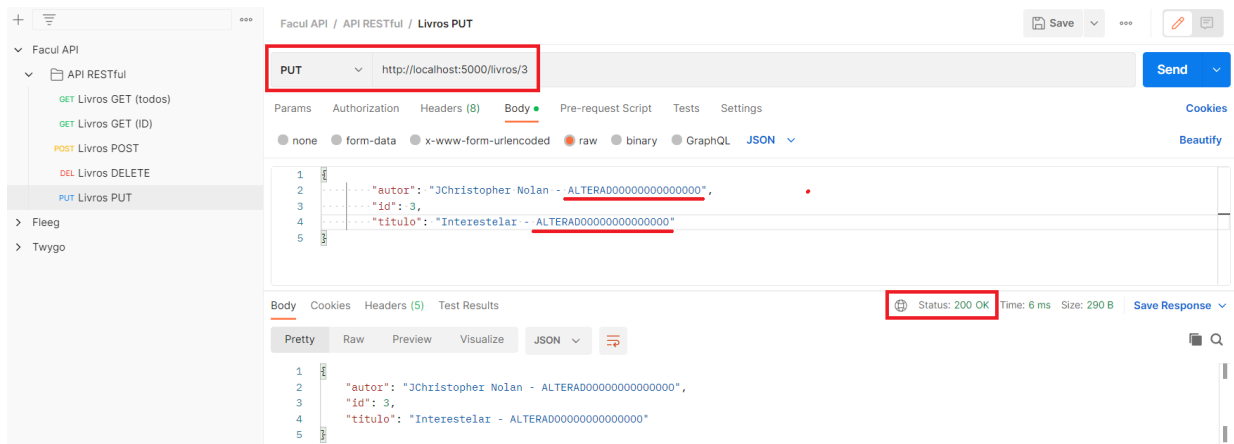 Facul API / API RESTful / Livros PUT
Save
Facul API
API RESTful
GET Livros GET (todos)
GET Livros GET (ID)
POST Livros POST
DEL Livros DELETE
PUT Livros PUT
Fleeg
Twygo
PUT http://localhost:5000/livros/3 Send
Params Authorization Headers (8) Body Pre-request Script Tests Settings Cookies
none form-data x-www-form-urlencoded raw binary GraphQL JSON Beautify
1 {
2 "autor": "JChristopher Nolan - ALTERADOOOOOOOOOOOOOO",
3 "id": 3,
4 "titulo": "Interestelar - ALTERADOOOOOOOOOOOOOO"
5 }
Body Cookies Headers (5) Test Results Status: 200 OK Time: 6 ms Size: 290 B Save Response
Pretty Raw Preview Visualize JSON
1 {
2 "autor": "JChristopher Nolan - ALTERADOOOOOOOOOOOOOO",
3 "id": 3,
4 "titulo": "Interestelar - ALTERADOOOOOOOOOOOOOO"
5 }